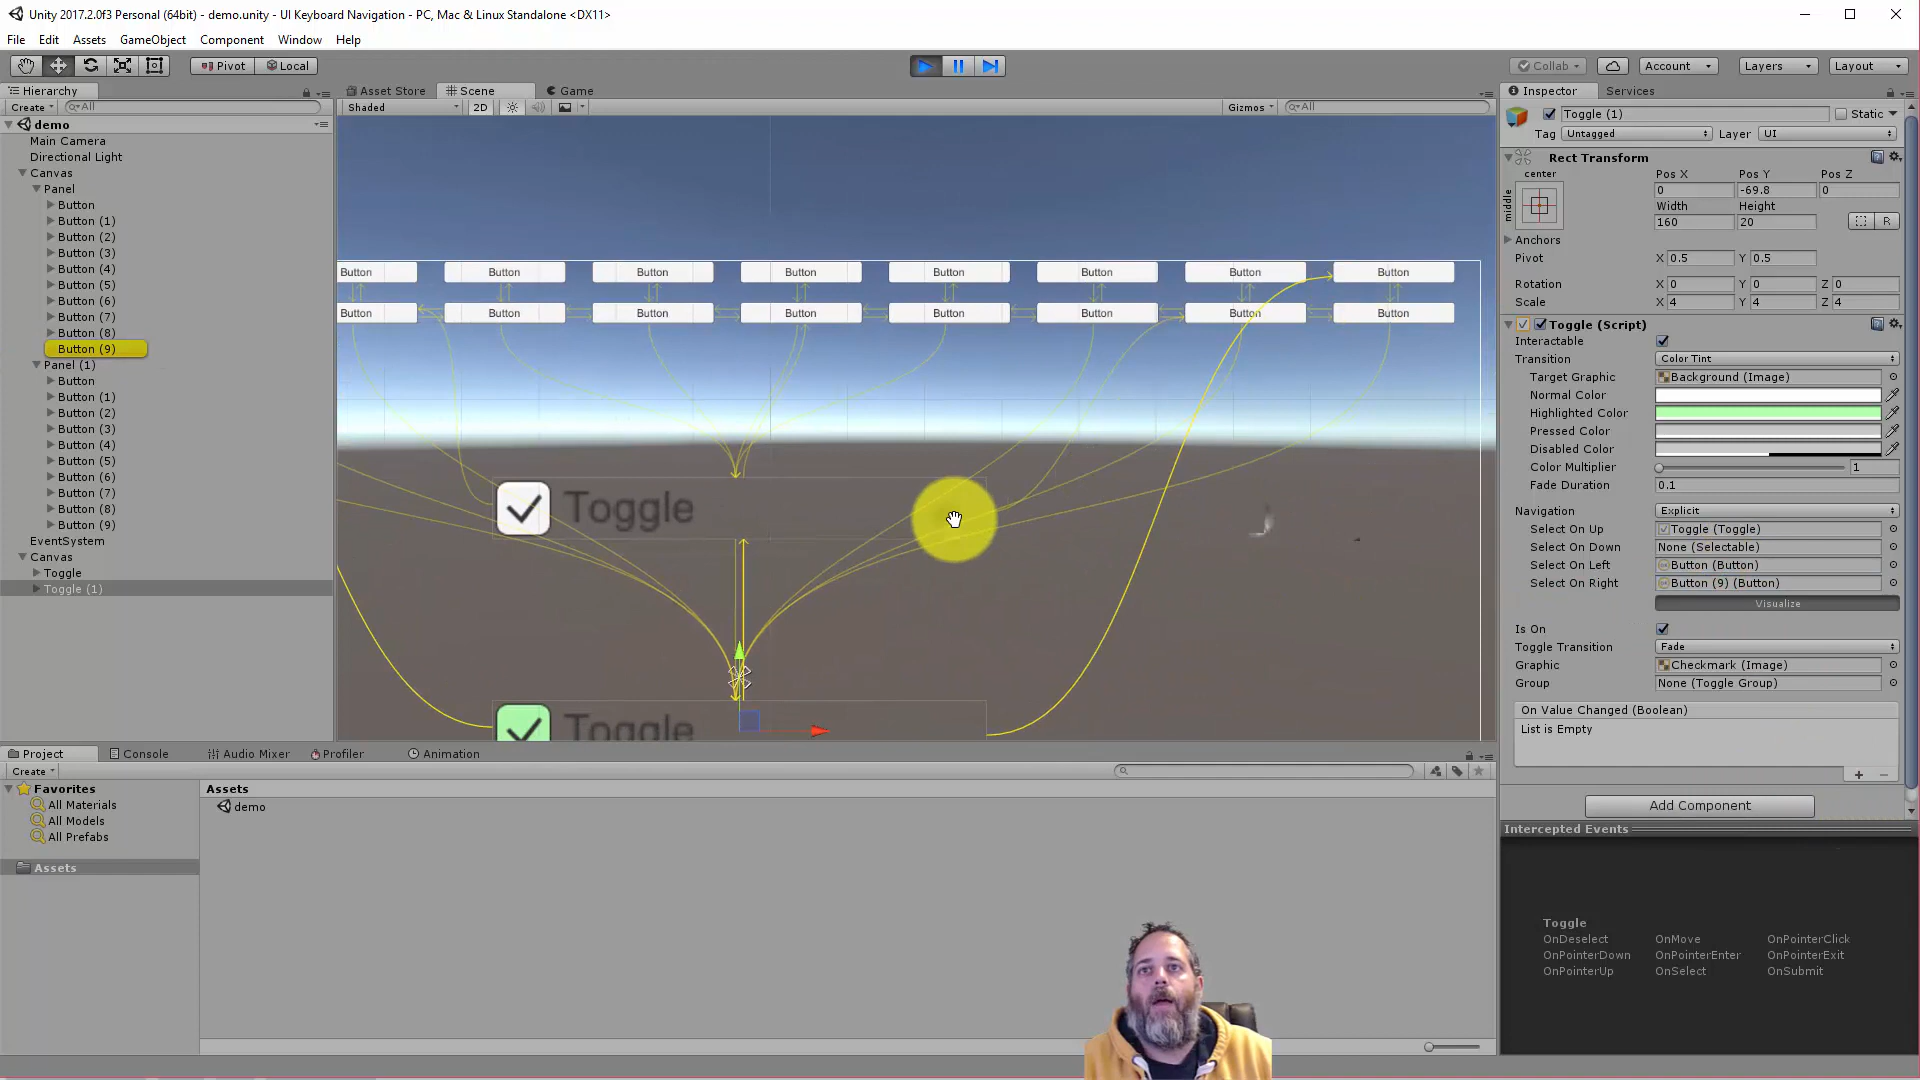 Unity 2017.2.0f3 Personal (64bit) - demo.unity - UI Keyboard Navigation - PC, Mac & Linux Standalone <DX11>
File Edit Assets GameObject Component Window Help
Pivot Local Collab Account Layers Layout
Hierarchy Asset Store Scene Game Inspector Services
Create All Shaded 2D Gizmos All Toggle (1) Static
demo Tag Untagged Layer UI
Main Camera
Directional Light
Canvas
Panel
Button
Button (1)
Button (2)
Button (3)
Button (4)
Button (5)
Button (6)
Button (7)
Button (8)
Button (9)
Panel (1)
Button
Button (1)
Button (2)
Button (3)
Button (4)
Button (5)
Button (6)
Button (7)
Button (8)
Button (9)
EventSystem
Canvas
Toggle
Toggle (1)
Button Button Button Button Button Button Button Button
Button Button Button Button Button Button Button Button
Toggle
Toggle
Rect Transform
center Pos X Pos Y Pos Z
middle 0 -69.8 0
Width Height
160 20 R
Anchors
Pivot X 0.5 Y 0.5
Rotation X 0 Y 0 Z 0
Scale X 4 Y 4 Z 4
Toggle (Script)
Interactable
Transition Color Tint
Target Graphic Background (Image)
Normal Color
Highlighted Color
Pressed Color
Disabled Color
Color Multiplier 1
Fade Duration 0.1
Navigation Explicit
Select On Up Toggle (Toggle)
Select On Down None (Selectable)
Select On Left Button (Button)
Select On Right Button (9) (Button)
Visualize
Is On
Toggle Transition Fade
Graphic Checkmark (Image)
Group None (Toggle Group)
On Value Changed (Boolean)
List is Empty
Add Component
Intercepted Events
Toggle
OnDeselect OnMove OnPointerClick
OnPointerDown OnPointerEnter OnPointerExit
OnPointerUp OnSelect OnSubmit
Project Console Audio Mixer Profiler Animation
Create
Favorites Assets
All Materials demo
All Models
All Prefabs
Assets